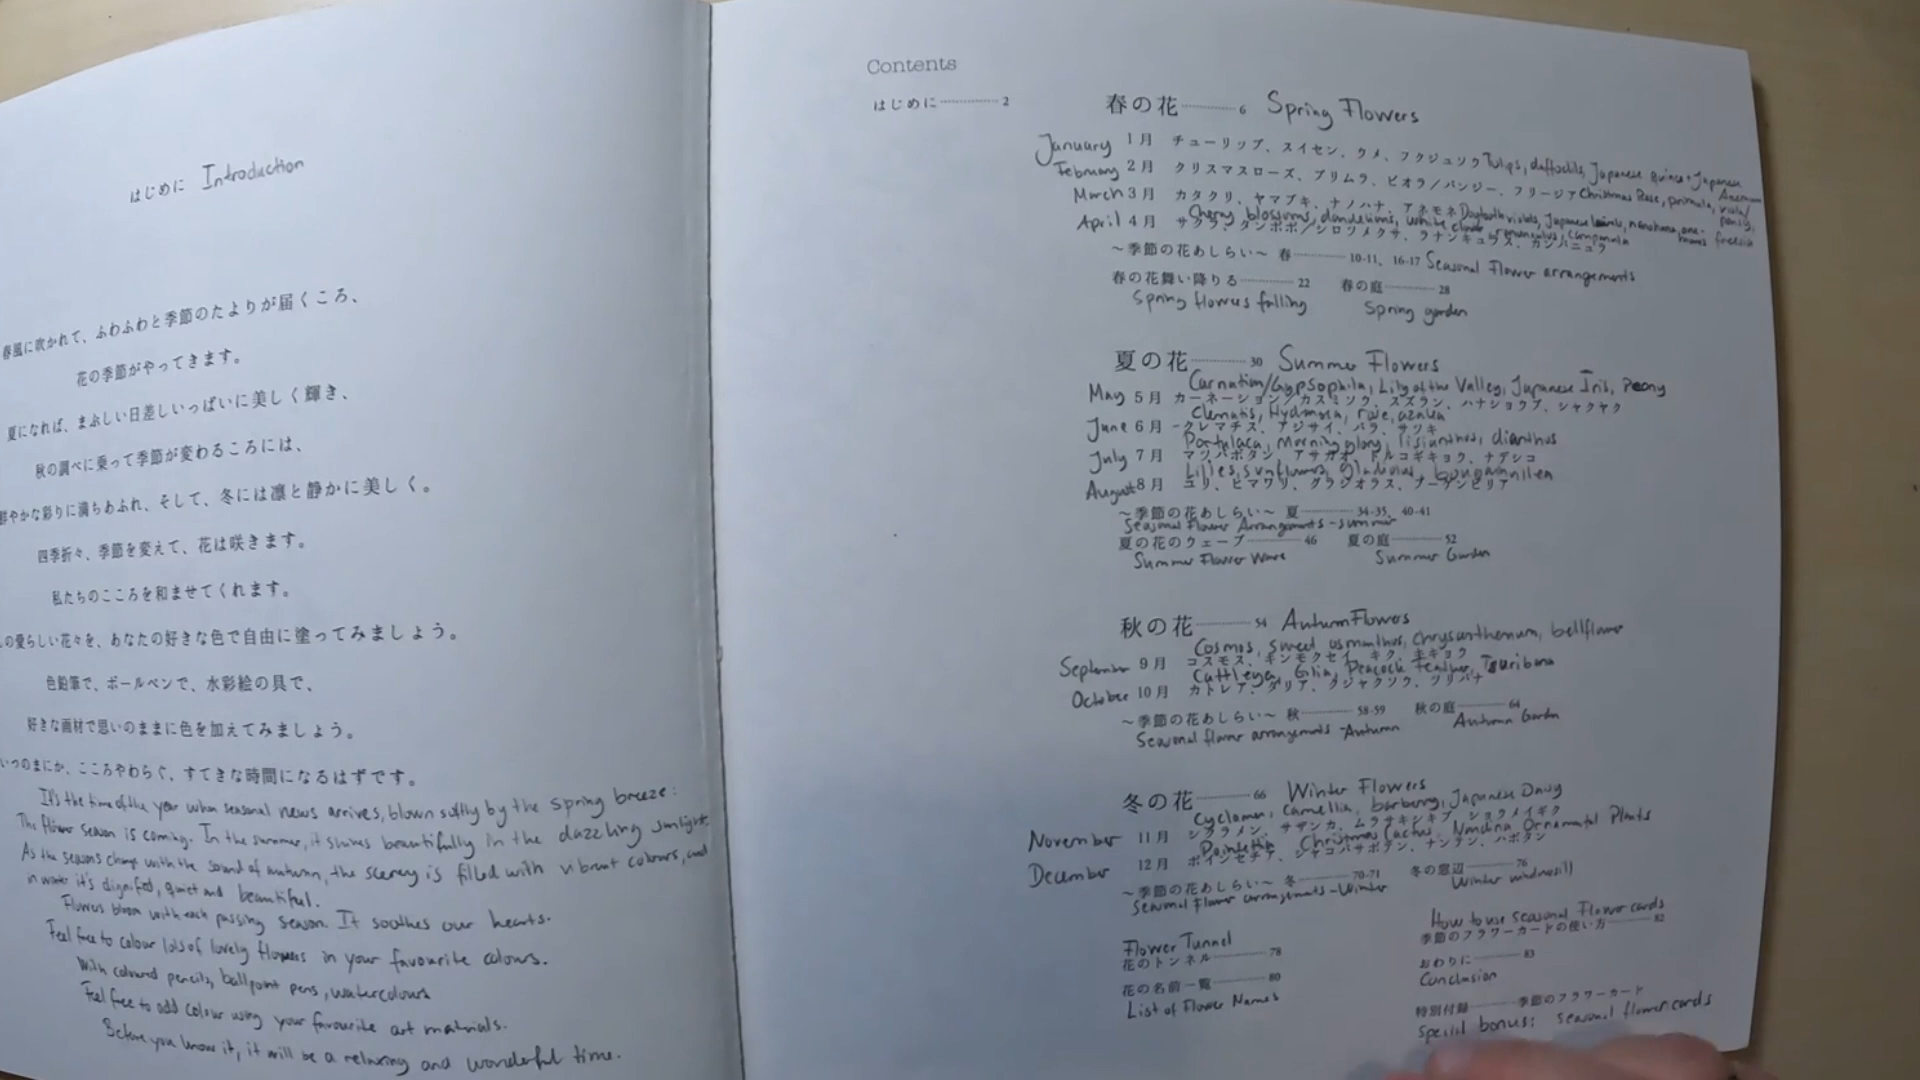 はじめに Introduction
春風に吹かれて、ふわふわと季節のたよりが届くころ、
花の季節がやってきます。
夏になれば、まぶしい日差しいっぱいに美しく輝き、
秋の調べに乗って季節が変わるころには、
鮮やかな彩りに満ちあふれ、そして、冬には凛と静かに美しく。
四季折々、季節を変えて、花は咲きます。
私たちのこころを和ませてくれます。
の愛らしい花々を、あなたの好きな色で自由に塗ってみましょう。
色鉛筆で、ボールペンで、水彩絵の具で、
好きな画材で思いのままに色を加えてみましょう。
いつのまにか、こころやわらぐ、すてきな時間になるはずです。
It's the time of the year when seasonal news arrives, blown softly by the spring breeze:
The flower season is coming. In the summer, it shines beautifully in the dazzling sunlight.
As the seasons change with the sound of autumn, the scenery is filled with vibrant colours, and
in winter it's dignified, quiet and beautiful.
Flowers bloom with each passing season. It soothes our hearts.
Feel free to colour lots of lovely flowers in your favourite colours.
With coloured pencils, ballpoint pens, watercolours
Feel free to add colour using your favourite art materials.
Before you know it, it will be a relaxing and wonderful time.
Contents
はじめに 2
春の花 6 Spring Flowers
January 1月 チューリップ、スイセン、ウメ、フクジュソウ Tulips, daffodils, Japanese quince + Japanese
February 2月 クリスマスローズ、プリムラ、ビオラ/パンジー、フリージア Christmas Rose, primula, viola/
March 3月 カタクリ、ヤマブキ、ナノハナ、アネモネ Dogtooth violets, Japanese
Cherry blossoms, dandelions, white clover, ranunculus, campanula
April 4月 サクラ、タンポポ/シロツメクサ、ラナンキュラス、カンパニュラ
pansy, freesia
～季節の花あしらい～ 春 10-11、16-17 Seasonal Flower arrangements
春の花舞い降りる 22 春の庭 28
Spring flowers falling Spring garden
夏の花 30 Summer Flowers
Carnation/Gypsophila, Lily of the Valley, Japanese Iris, Peony
May 5月 カーネーション/カスミソウ、スズラン、ハナショウブ、シャクヤク
Clematis, Hydrangea, rose, azalea
June 6月 クレマチス、アジサイ、バラ、サツキ
Portulaca, Morning glory, lisianthus, dianthus
July 7月 マツバボタン、アサガオ、トルコギキョウ、ナデシコ
Lilies, sunflowers, gladiolus,
August 8月 ユリ、ヒマワリ、グラジオラス、ブーゲンビリア
～季節の花あしらい～ 夏 34-35、40-41
Seasonal Flower Arrangements - summer
夏の花のウェーブ 46 夏の庭 52
Summer Flower Wave Summer Garden
秋の花 54 Autumn Flowers
Cosmos, sweet osmanthus, chrysanthemum, bellflower
September 9月 コスモス、キンモクセイ、キク、キキョウ
Cattleya, Peacock Feather, Tsuribana
October 10月 カトレア、ダリア、クジャクソウ、ツリバナ
～季節の花あしらい～ 秋 58-59 秋の庭 64
Seasonal flower arrangements - Autumn Autumn Garden
冬の花 66 Winter Flowers
Cyclamen, Camellia, barberry, Japanese
November 11月 シクラメン、サザンカ、ムラサキシキブ、ショウメイギク
Christmas Cactus, Nandina Ornamental Plants
December 12月 ポインセチア、シャコバサボテン、ナンテン、ハボタン
～季節の花あしらい～ 冬 70-71 冬の窓辺 76
Seasonal flower arrangements - Winter Winter windowsill
Flower Tunnel
花のトンネル 78
花の名前一覧 80
List of Flower Names
How to use seasonal flower cards
季節のフラワーカードの使い方 82
おわりに 83
Conclusion
特別付録 季節のフラワーカード
special bonus: seasonal flower cards